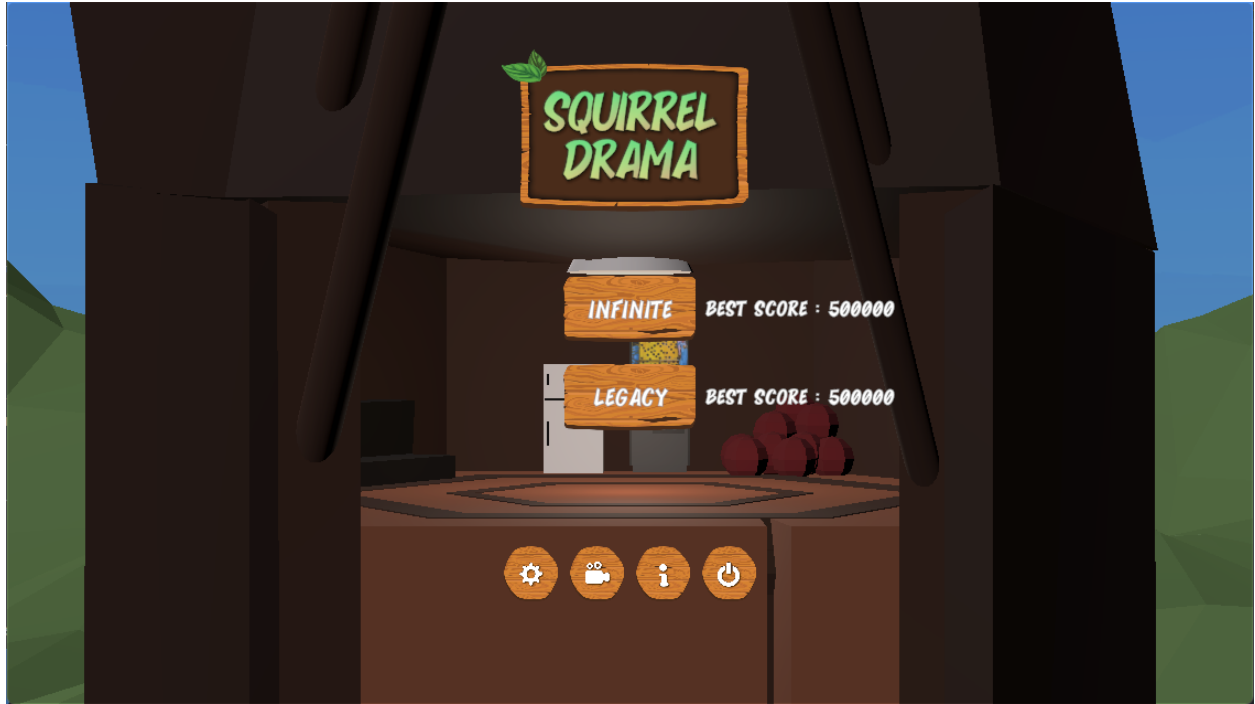 SQUIRREL
DRAMA
INFINITE
BEST SCORE : 500000
LEGACY
BEST SCORE : 500000